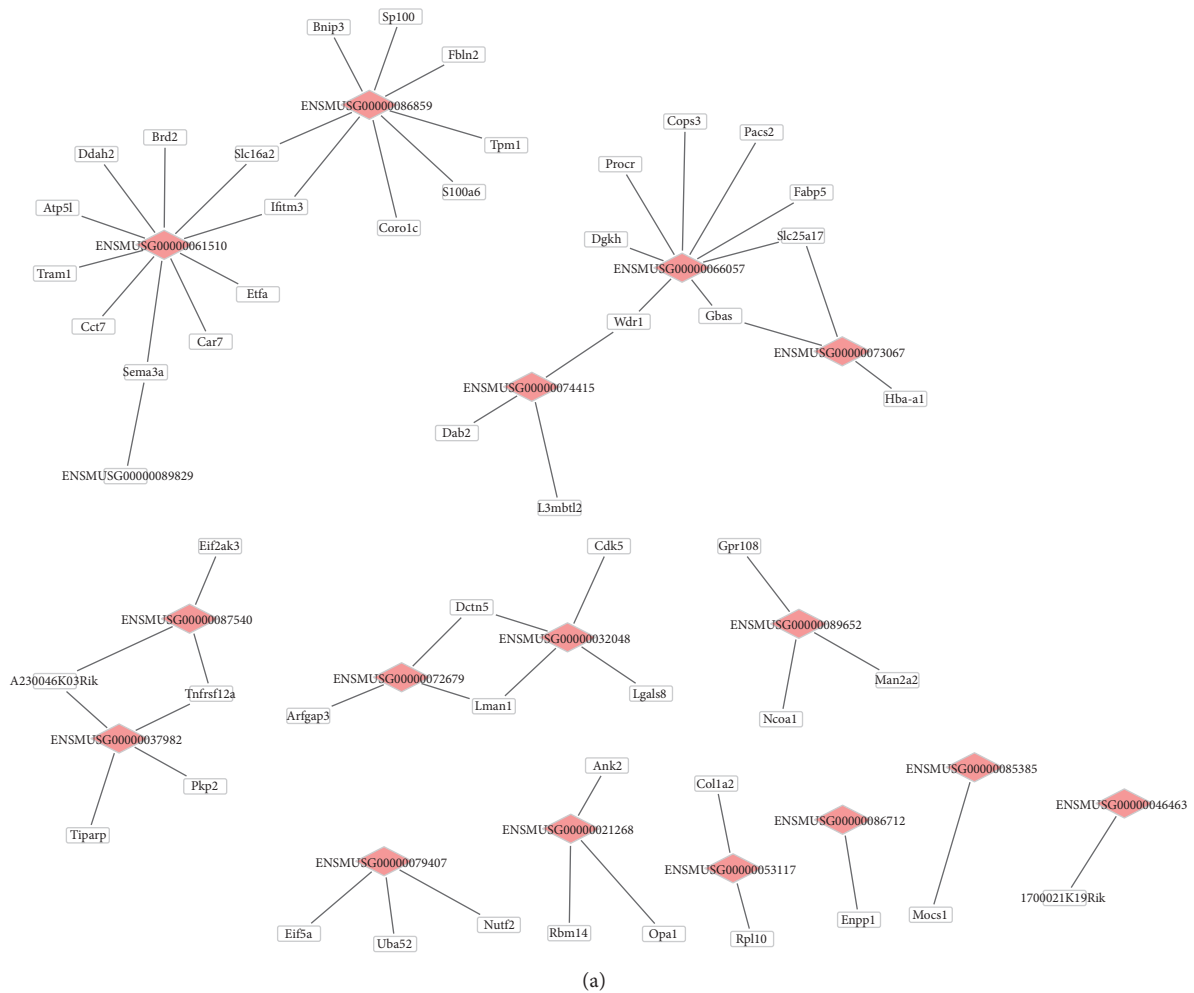 Sp100
Bnip3
Fbln2
ENSMUSG00000086859
Cops3
Pacs2
Brd2
Tpm1
Ddah2
Slc16a2
Procr
S100a6
Fabp5
Atp5l
Ifitm3
Coro1c
Slc25a17
Dgkh
ENSMUSG00000061510
ENSMUSG00000066057
Tram1
Etfa
Gbas
Wdr1
Cct7
Car7
ENSMUSG00000073067
Sema3a
ENSMUSG00000074415
Hba-a1
Dab2
ENSMUSG00000089829
L3mbtl2
Eif2ak3
Cdk5
Gpr108
Dctn5
ENSMUSG00000087540
ENSMUSG00000089652
ENSMUSG00000032048
ENSMUSG00000072679
A230046K03Rik
Man2a2
Tnfrsf12a
Lgals8
Lman1
Arfgap3
Ncoa1
ENSMUSG00000037982
Ank2
ENSMUSG00000085385
Col1a2
Pkp2
ENSMUSG00000046463
ENSMUSG00000086712
ENSMUSG00000021268
Tiparp
ENSMUSG00000079407
ENSMUSG00000053117
1700021K19Rik
Mocs1
Enpp1
Nutf2
Eif5a
Rbm14
Opa1
Rpl10
Uba52
(a)